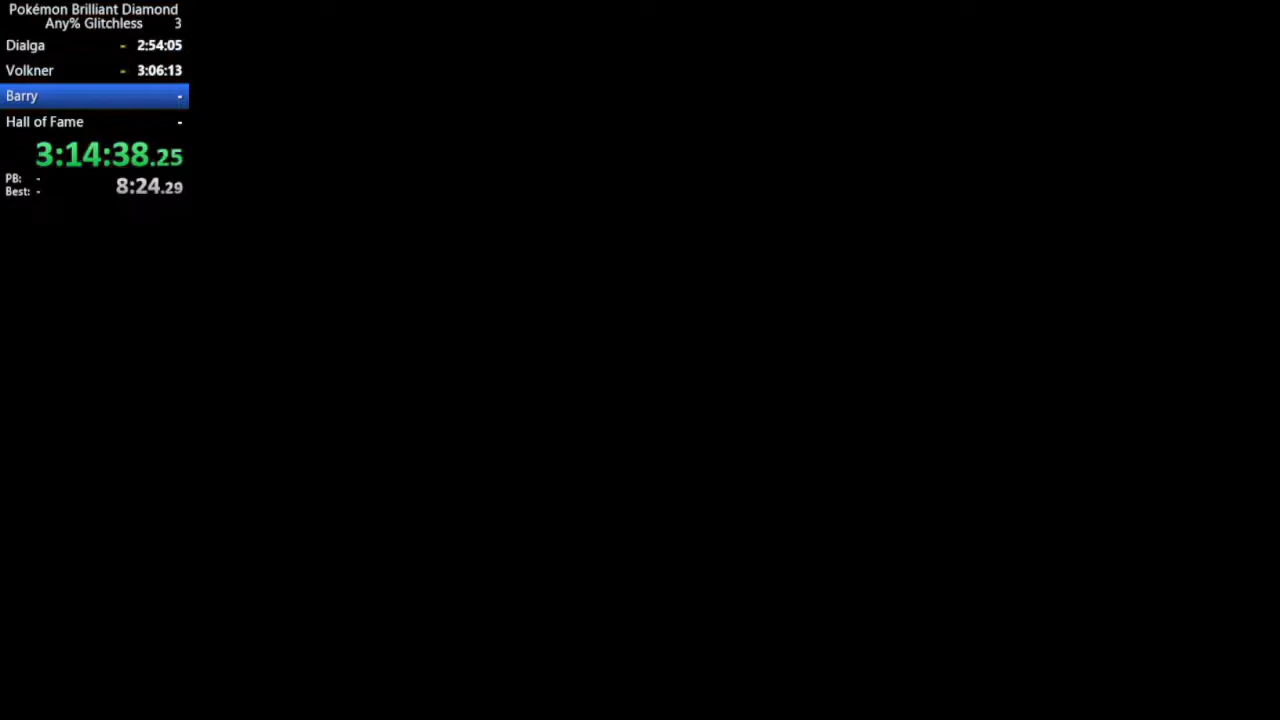 Pokémon Brilliant Diamond
Any% Glitchless 3
Dialga - 2:54:05
Volkner - 3:06:13
Barry -
Hall of Fame -
3:14:38.25
PB: - 8:24.29
Best: -